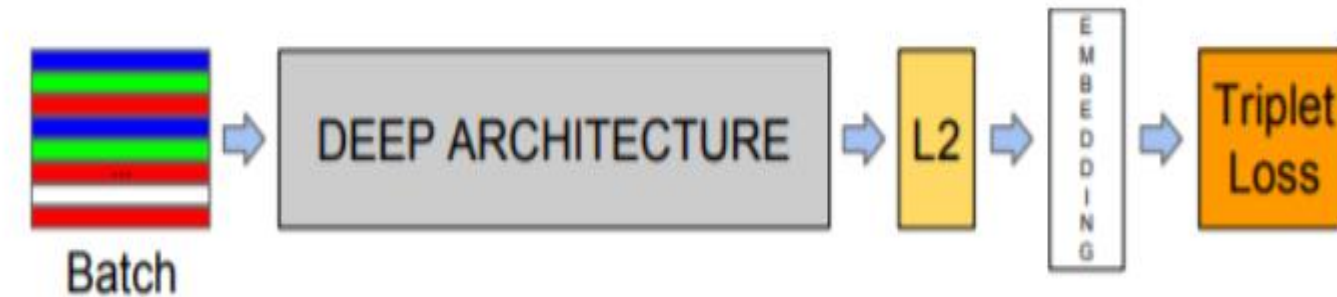 ...
Batch
DEEP ARCHITECTURE
L2
EMBEDDING
Triplet
Loss